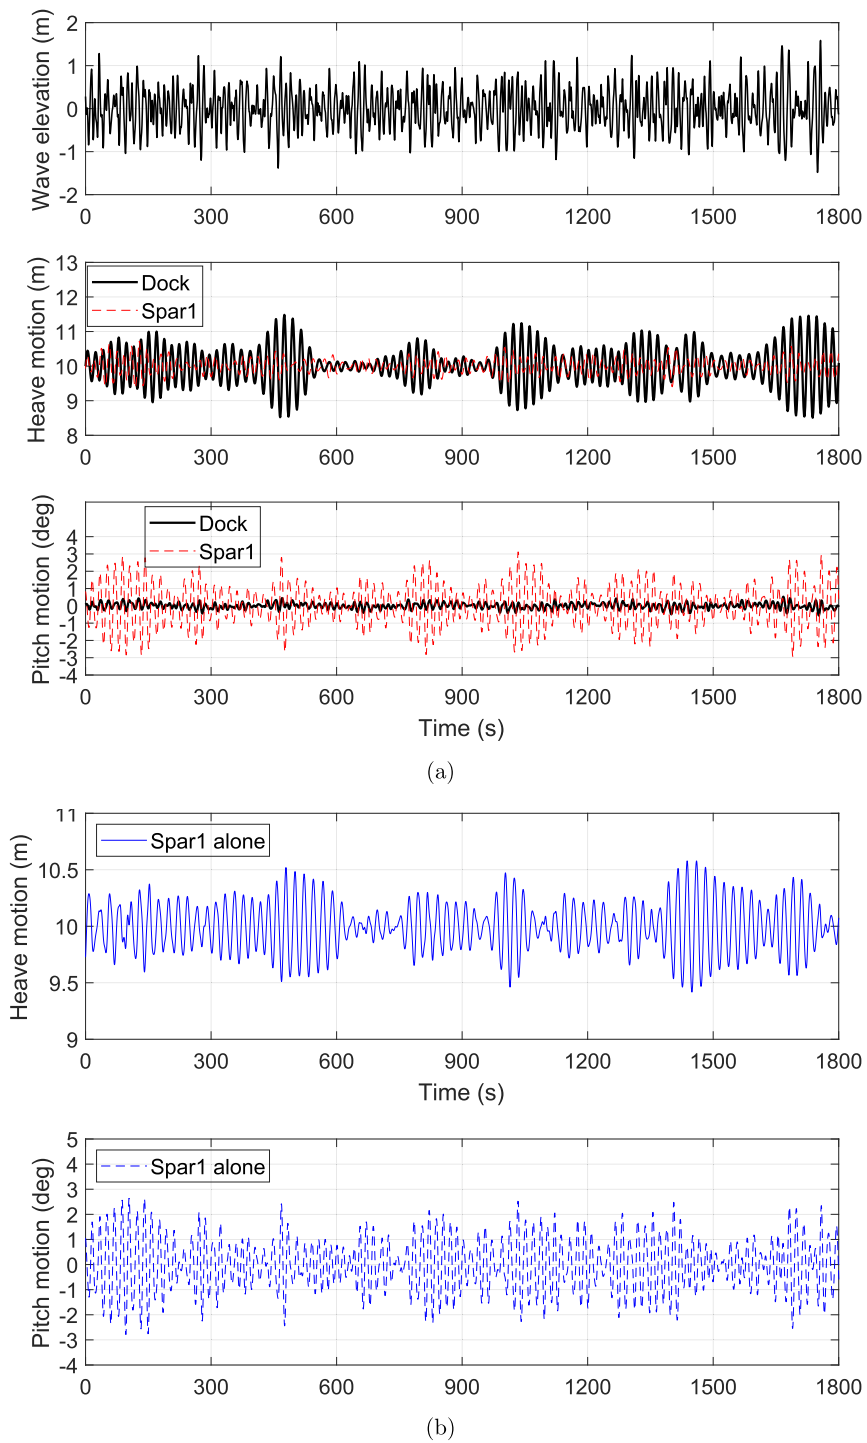 Wave elevation (m)
2
1
0
-1
-2
0 300 600 900 1200 1500 1800
Heave motion (m)
13
12
11
10
9
8
Dock
Spar1
0 300 600 900 1200 1500 1800
Pitch motion (deg)
4
3
2
1
0
-1
-2
-3
-4
Dock
Spar1
0 300 600 900 1200 1500 1800
Time (s)
(a)
Heave motion (m)
11
10.5
10
9.5
9
Spar1 alone
0 300 600 900 1200 1500 1800
Time (s)
Pitch motion (deg)
5
4
3
2
1
0
-1
-2
-3
-4
Spar1 alone
0 300 600 900 1200 1500 1800
(b)